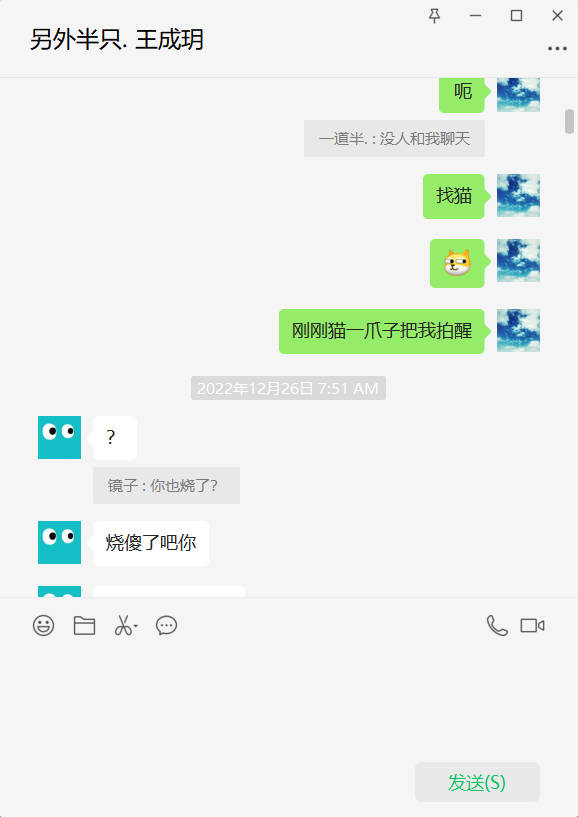 另外半只. 王成玥
呃
一道半. : 没人和我聊天
找猫
刚刚猫一爪子把我拍醒
2022年12月26日 7:51 AM
？
镜子 : 你也烧了？
烧傻了吧你
发送(S)